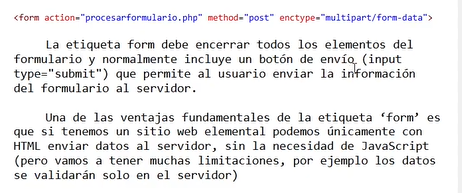 <form action="procesarformulario.php" method="post" enctype="multipart/form-data">
La etiqueta form debe encerrar todos los elementos del
formulario y normalmente incluye un botón de envío (input
type="submit") que permite al usuario enviar la información
del formulario al servidor.
Una de las ventajas fundamentales de la etiqueta ‘form’ es
que si tenemos un sitio web elemental podemos únicamente con
HTML enviar datos al servidor, sin la necesidad de JavaScript
(pero vamos a tener muchas limitaciones, por ejemplo los datos
se validarán solo en el servidor)